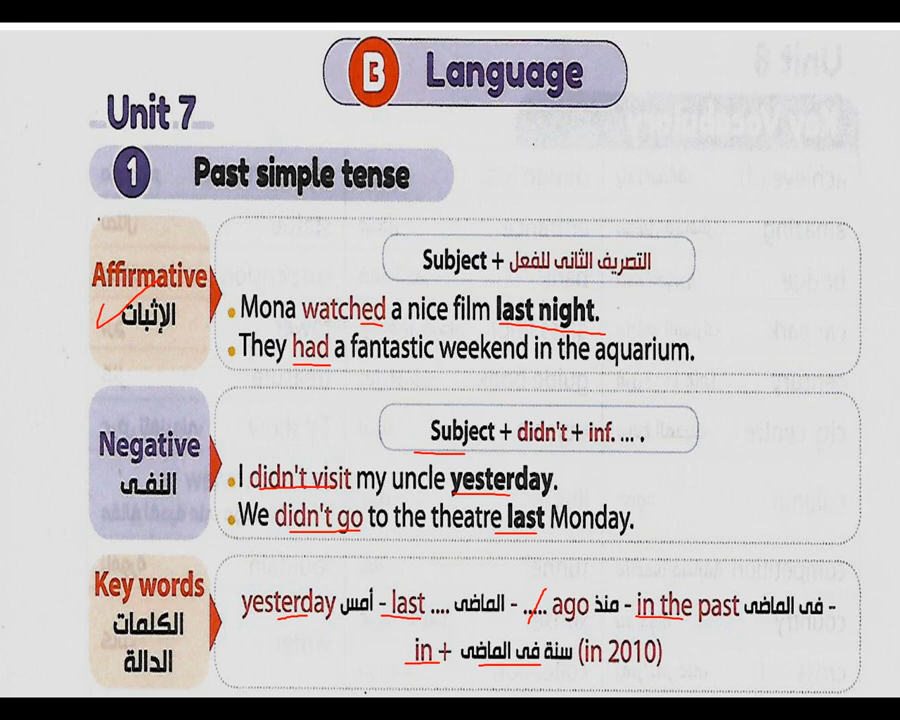 B Language
Unit 7
1 Past simple tense
Affirmative
الإثبات
Subject + التصريف الثانى للفعل
Mona watched a nice film last night.
They had a fantastic weekend in the aquarium.
Negative
النفى
Subject + didn't + inf. ... .
I didn't visit my uncle yesterday.
We didn't go to the theatre last Monday.
Key words
الكلمات
الدالة
yesterday أمس - last .... الماضى - ..... ago منذ - in the past فى الماضى -
in + سنة فى الماضى (in 2010)